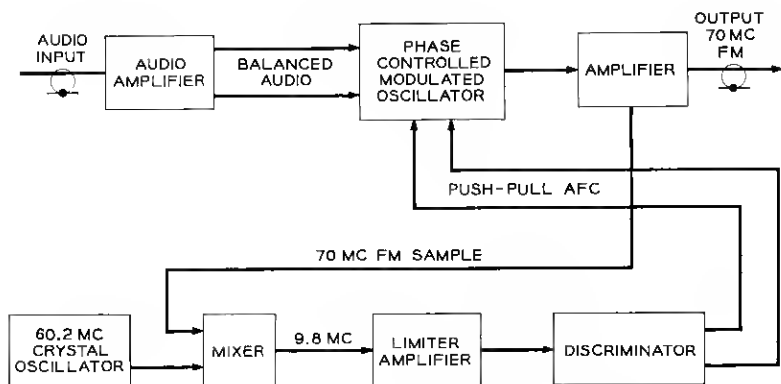 AUDIO
INPUT
AUDIO
AMPLIFIER
BALANCED
AUDIO
PHASE
CONTROLLED
MODULATED
OSCILLATOR
AMPLIFIER
OUTPUT
70 MC
FM
PUSH-PULL AFC
70 MC FM SAMPLE
60.2 MC
CRYSTAL
OSCILLATOR
MIXER
9.8 MC
LIMITER
AMPLIFIER
DISCRIMINATOR